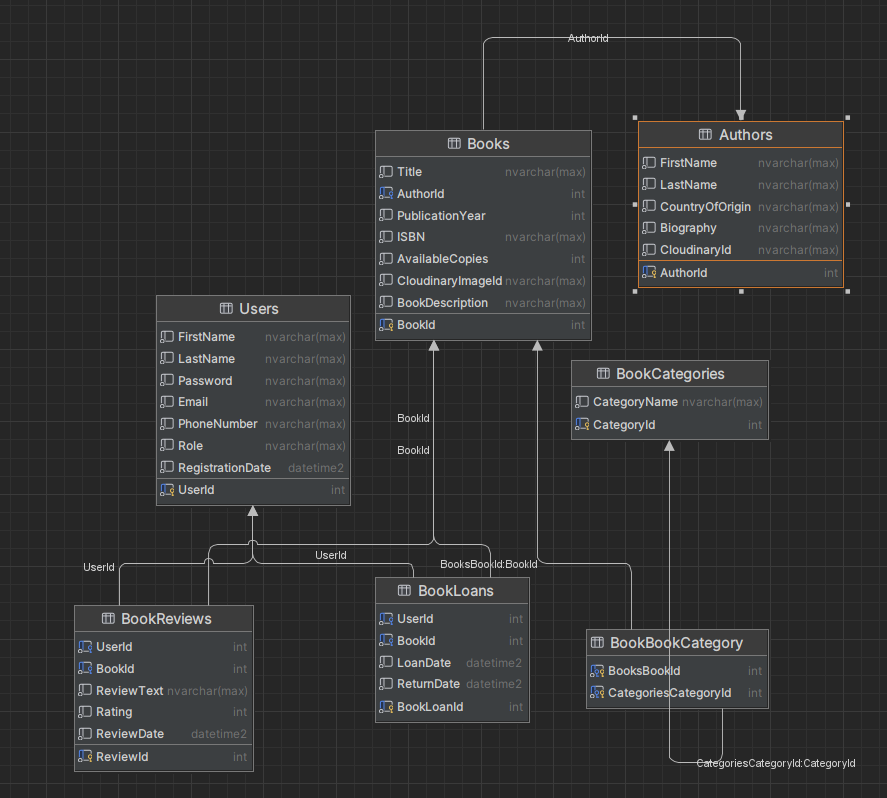 AuthorId
Books
Title nvarchar(max)
AuthorId int
PublicationYear int
ISBN nvarchar(max)
AvailableCopies int
CloudinaryImageId nvarchar(max)
BookDescription nvarchar(max)
BookId int
Authors
FirstName nvarchar(max)
LastName nvarchar(max)
CountryOfOrigin nvarchar(max)
Biography nvarchar(max)
CloudinaryId nvarchar(max)
AuthorId int
Users
FirstName nvarchar(max)
LastName nvarchar(max)
Password nvarchar(max)
Email nvarchar(max)
PhoneNumber nvarchar(max)
Role nvarchar(max)
RegistrationDate datetime2
UserId int
BookCategories
CategoryName nvarchar(max)
CategoryId int
BookId
BookId
UserId
UserId
BooksBookId:BookId
BookReviews
UserId int
BookId int
ReviewText nvarchar(max)
Rating int
ReviewDate datetime2
ReviewId int
BookLoans
UserId int
BookId int
LoanDate datetime2
ReturnDate datetime2
BookLoanId int
BookBookCategory
BooksBookId int
CategoriesCategoryId int
CategoriesCategoryId:CategoryId